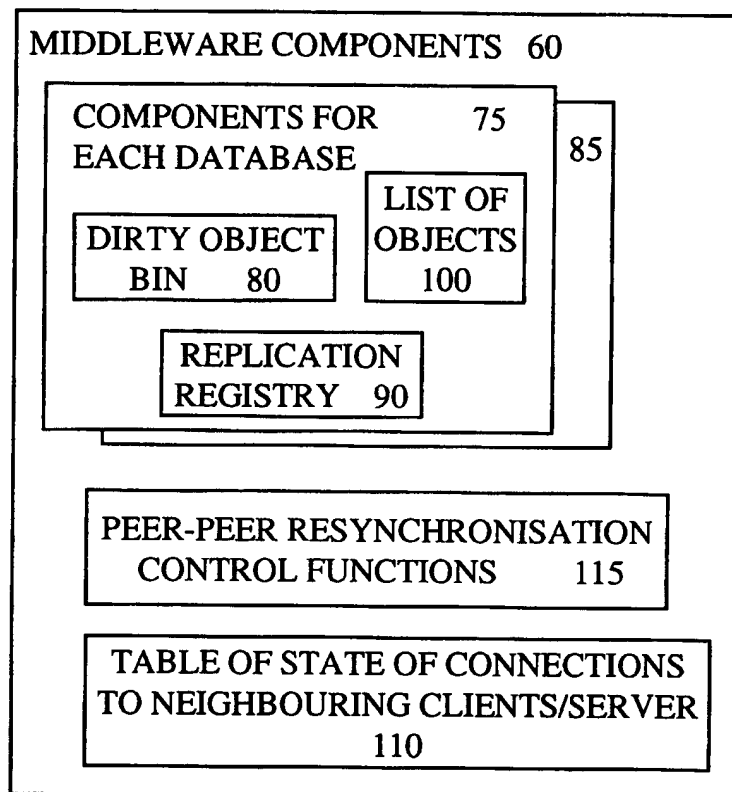 MIDDLEWARE COMPONENTS 60
COMPONENTS FOR 75
EACH DATABASE
85
LIST OF
OBJECTS
100
DIRTY OBJECT
BIN 80
REPLICATION
REGISTRY 90
PEER-PEER RESYNCHRONISATION
CONTROL FUNCTIONS 115
TABLE OF STATE OF CONNECTIONS
TO NEIGHBOURING CLIENTS/SERVER
110